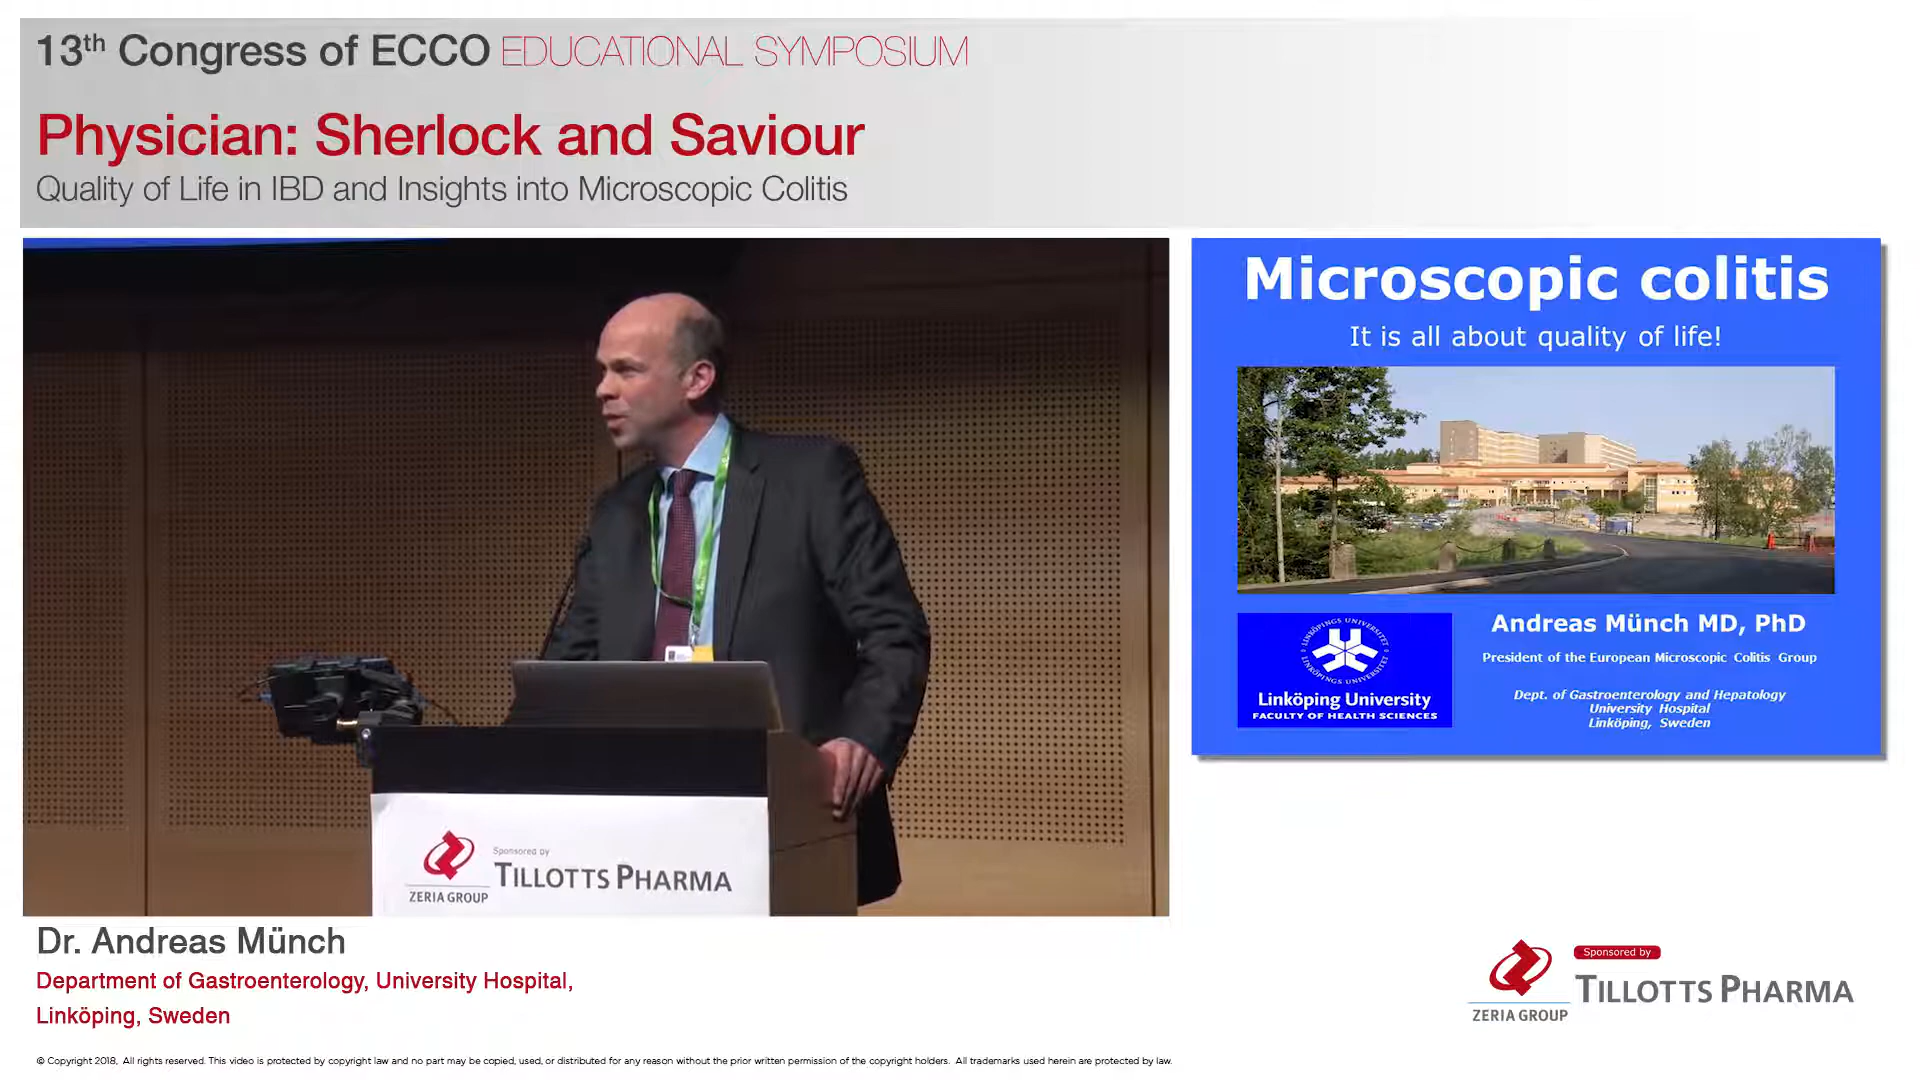 13th Congress of ECCO EDUCATIONAL SYMPOSIUM
Physician: Sherlock and Saviour
Quality of Life in IBD and Insights into Microscopic Colitis
Microscopic colitis
It is all about quality of life!
LINKÖPINGS UNIVERSITET
LINKÖPINGS UNIVERSITET
Linköping University
FACULTY OF HEALTH SCIENCES
Andreas Münch MD, PhD
President of the European Microscopic Colitis Group
Dept. of Gastroenterology and Hepatology
University Hospital
Linköping, Sweden
Sponsored by
TILLOTTS PHARMA
ZERIA GROUP
Dr. Andreas Münch
Department of Gastroenterology, University Hospital,
Linköping, Sweden
Sponsored by
TILLOTTS PHARMA
ZERIA GROUP
© Copyright 2018, All rights reserved. This video is protected by copyright law and no part may be copied, used, or distributed for any reason without the prior written permission of the copyright holders. All trademarks used herein are protected by law.